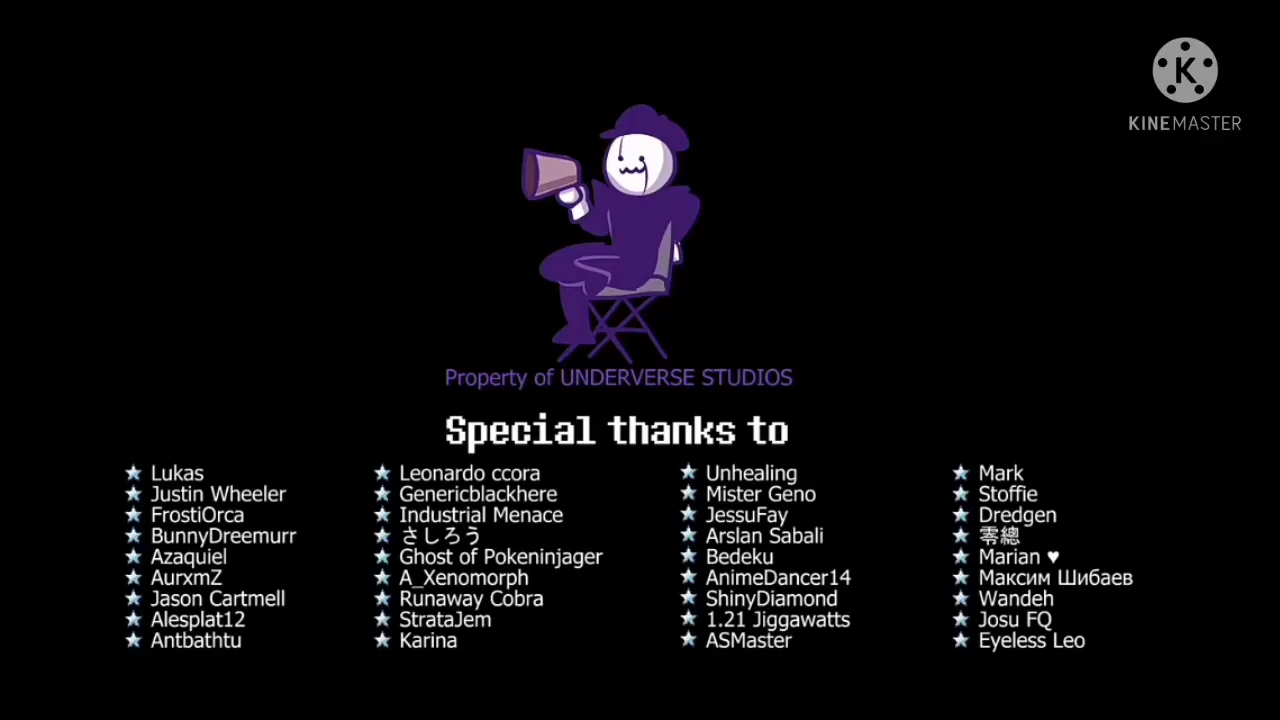 K
KINEMASTER
Property of UNDERVERSE STUDIOS
Special thanks to
Lukas
Justin Wheeler
FrostiOrca
BunnyDreemurr
Azaquiel
AurxmZ
Jason Cartmell
Alesplat12
Antbathtu
Leonardo ccora
Genericblackhere
Industrial Menace
さしろう
Ghost of Pokeninjager
A_Xenomorph
Runaway Cobra
StrataJem
Karina
Unhealing
Mister Geno
JessuFay
Arslan Sabali
Bedeku
AnimeDancer14
ShinyDiamond
1.21 Jiggawatts
ASMaster
Mark
Stoffie
Dredgen
零總
Marian ♥
Максим Шибаев
Wandeh
Josu FQ
Eyeless Leo